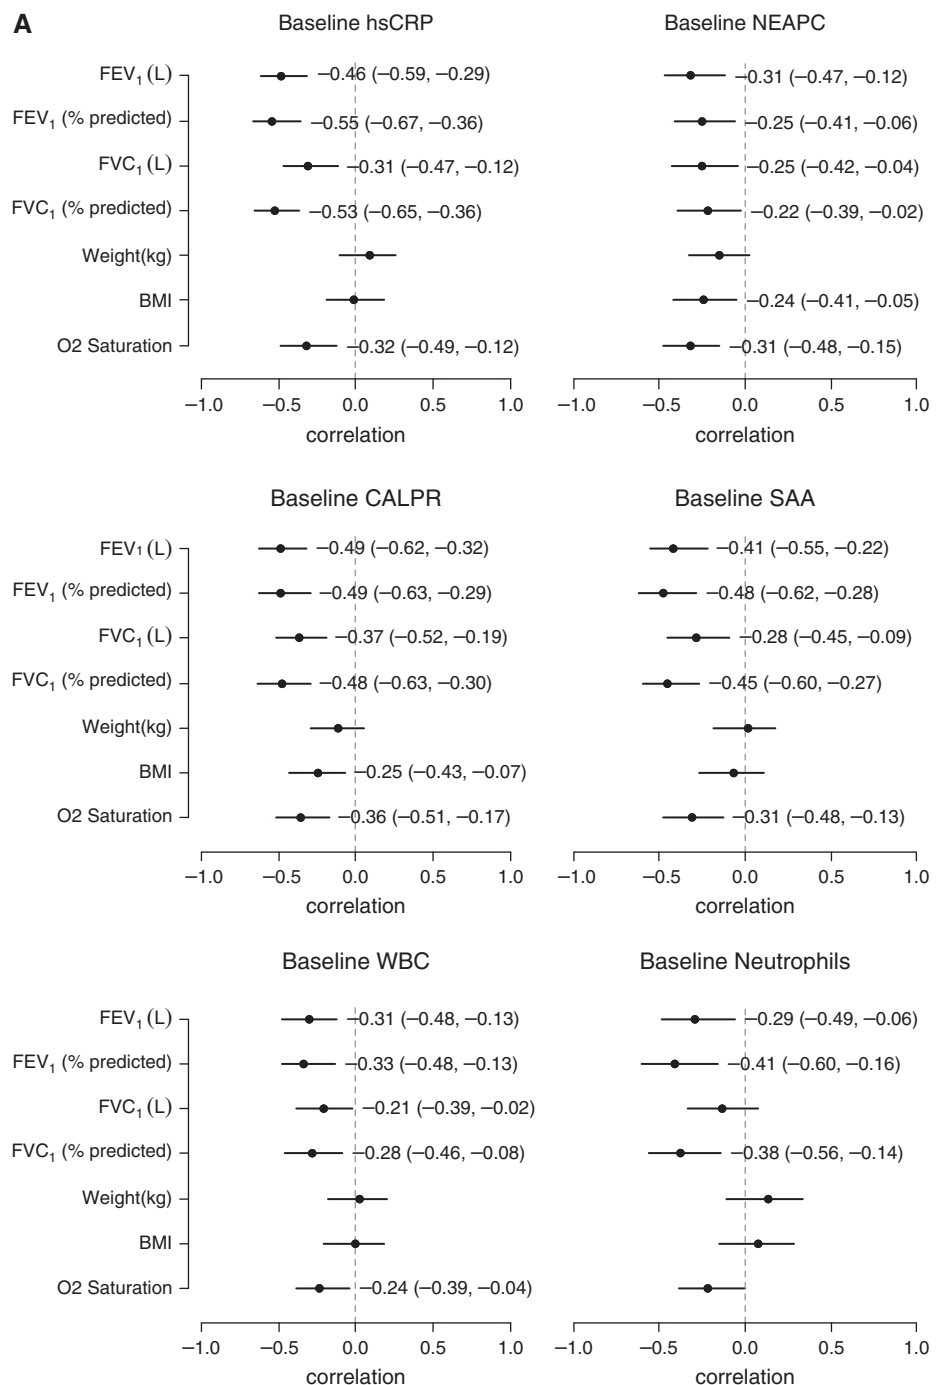 A
Baseline hsCRP
FEV₁ (L) −0.46 (−0.59, −0.29)
FEV₁ (% predicted) −0.55 (−0.67, −0.36)
FVC₁ (L) −0.31 (−0.47, −0.12)
FVC₁ (% predicted) −0.53 (−0.65, −0.36)
Weight(kg)
BMI
O2 Saturation −0.32 (−0.49, −0.12)
−1.0 −0.5 0.0 0.5 1.0
correlation
Baseline NEAPC
−0.31 (−0.47, −0.12)
−0.25 (−0.41, −0.06)
−0.25 (−0.42, −0.04)
−0.22 (−0.39, −0.02)
−0.24 (−0.41, −0.05)
−0.31 (−0.48, −0.15)
−1.0 −0.5 0.0 0.5 1.0
correlation
Baseline CALPR
FEV₁ (L) −0.49 (−0.62, −0.32)
FEV₁ (% predicted) −0.49 (−0.63, −0.29)
FVC₁ (L) −0.37 (−0.52, −0.19)
FVC₁ (% predicted) −0.48 (−0.63, −0.30)
Weight(kg)
BMI −0.25 (−0.43, −0.07)
O2 Saturation −0.36 (−0.51, −0.17)
−1.0 −0.5 0.0 0.5 1.0
correlation
Baseline SAA
−0.41 (−0.55, −0.22)
−0.48 (−0.62, −0.28)
−0.28 (−0.45, −0.09)
−0.45 (−0.60, −0.27)
−0.31 (−0.48, −0.13)
−1.0 −0.5 0.0 0.5 1.0
correlation
Baseline WBC
FEV₁ (L) −0.31 (−0.48, −0.13)
FEV₁ (% predicted) −0.33 (−0.48, −0.13)
FVC₁ (L) −0.21 (−0.39, −0.02)
FVC₁ (% predicted) −0.28 (−0.46, −0.08)
Weight(kg)
BMI
O2 Saturation −0.24 (−0.39, −0.04)
−1.0 −0.5 0.0 0.5 1.0
correlation
Baseline Neutrophils
−0.29 (−0.49, −0.06)
−0.41 (−0.60, −0.16)
−0.38 (−0.56, −0.14)
−1.0 −0.5 0.0 0.5 1.0
correlation